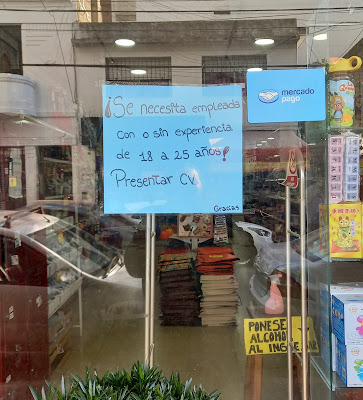 ¡Se necesita empleada
con o sin experiencia
de 18 a 25 años!
Presentar CV
Gracias
mercado
pago
PONESE
ALCOHOL
AL INGRE